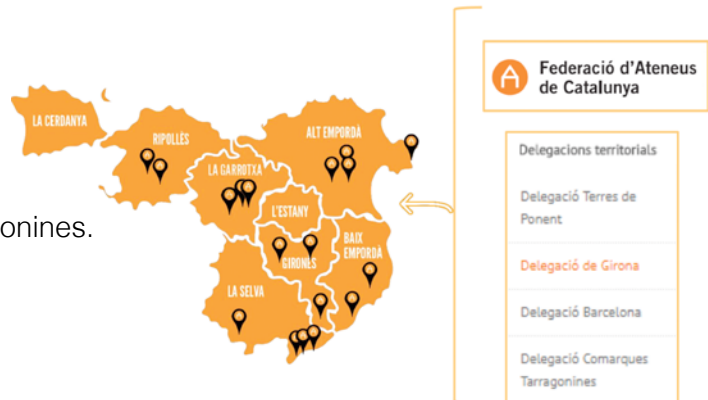 LA CERDANYA
RIPOLLÈS
ALT EMPORDÀ
LA GARROTXA
L'ESTANY
GIRONÈS
BAIX
EMPORDÀ
LA SELVA
onines.
Federació d'Ateneus
de Catalunya
Delegacions territorials
Delegació Terres de
Ponent
Delegació de Girona
Delegació Barcelona
Delegació Comarques
Tarragonines